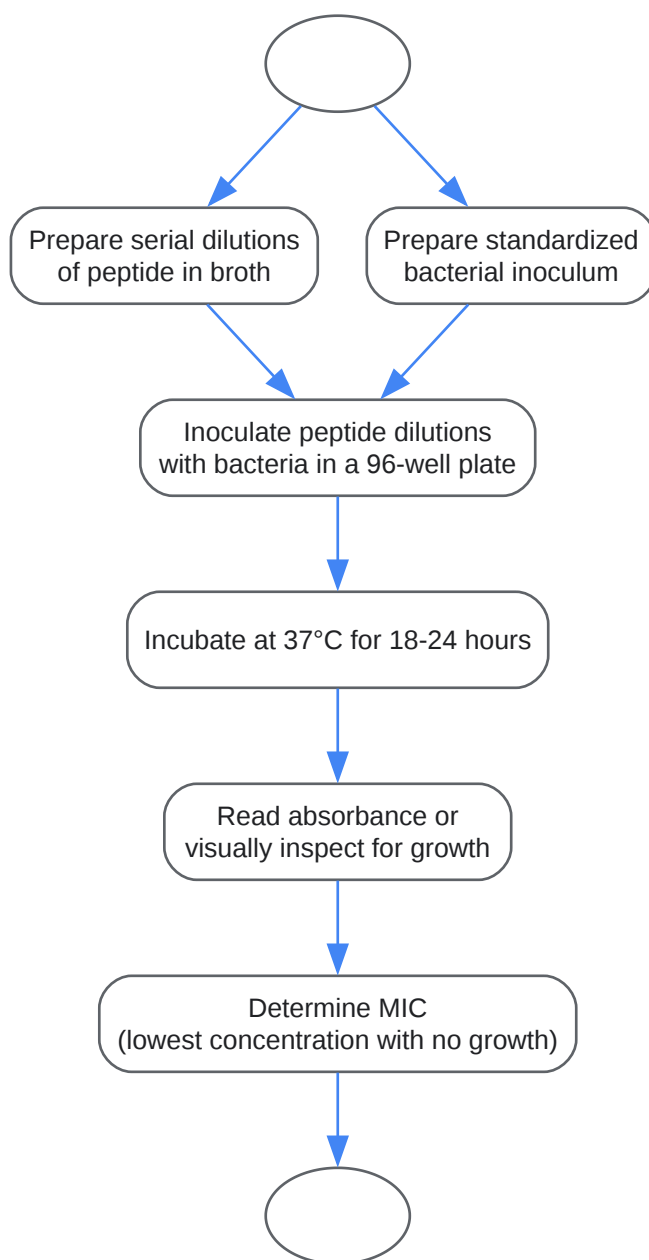 Prepare serial dilutions
of peptide in broth
Prepare standardized
bacterial inoculum
Inoculate peptide dilutions
with bacteria in a 96-well plate
Incubate at 37°C for 18-24 hours
Read absorbance or
visually inspect for growth
Determine MIC
(lowest concentration with no growth)